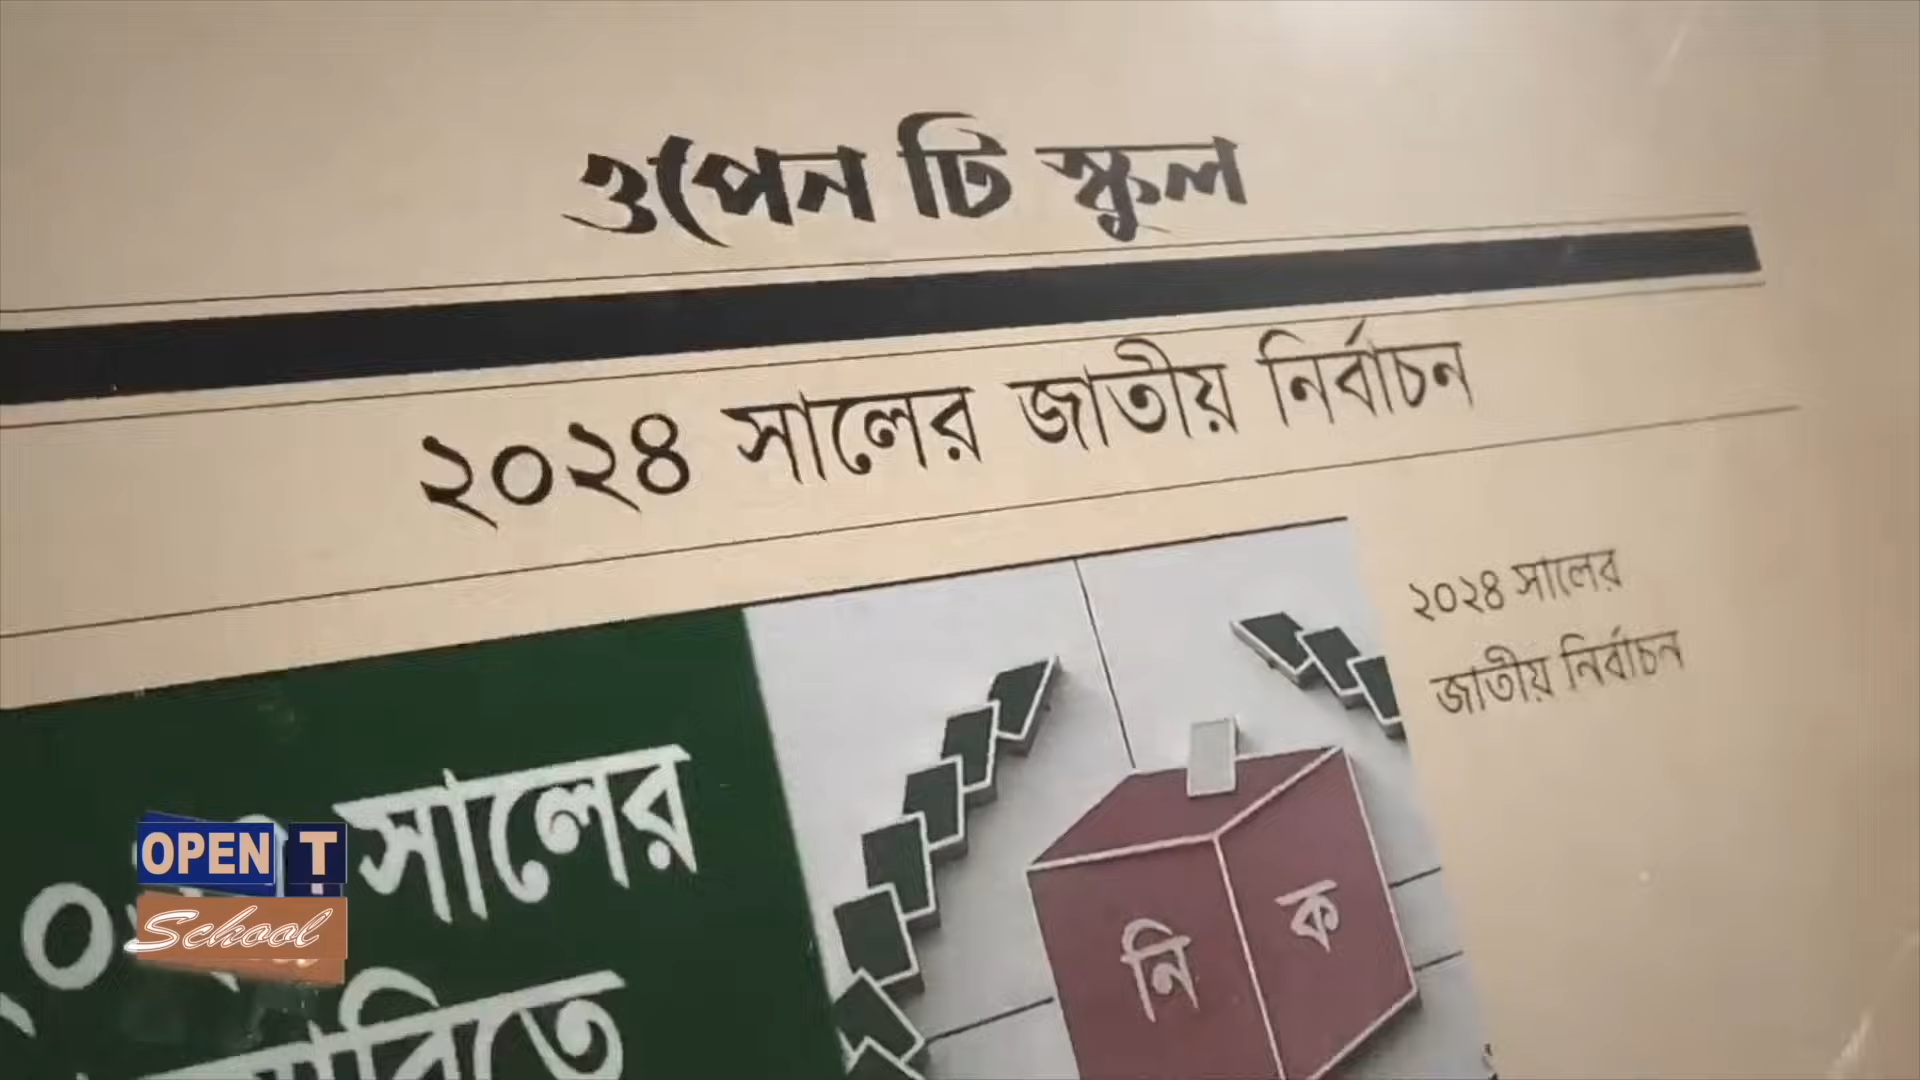 ওপেন টি স্কুল
২০২৪ সালের জাতীয় নির্বাচন
২০২৪ সালের
জাতীয় নির্বাচন
সালের
নি ক
OPEN T
School